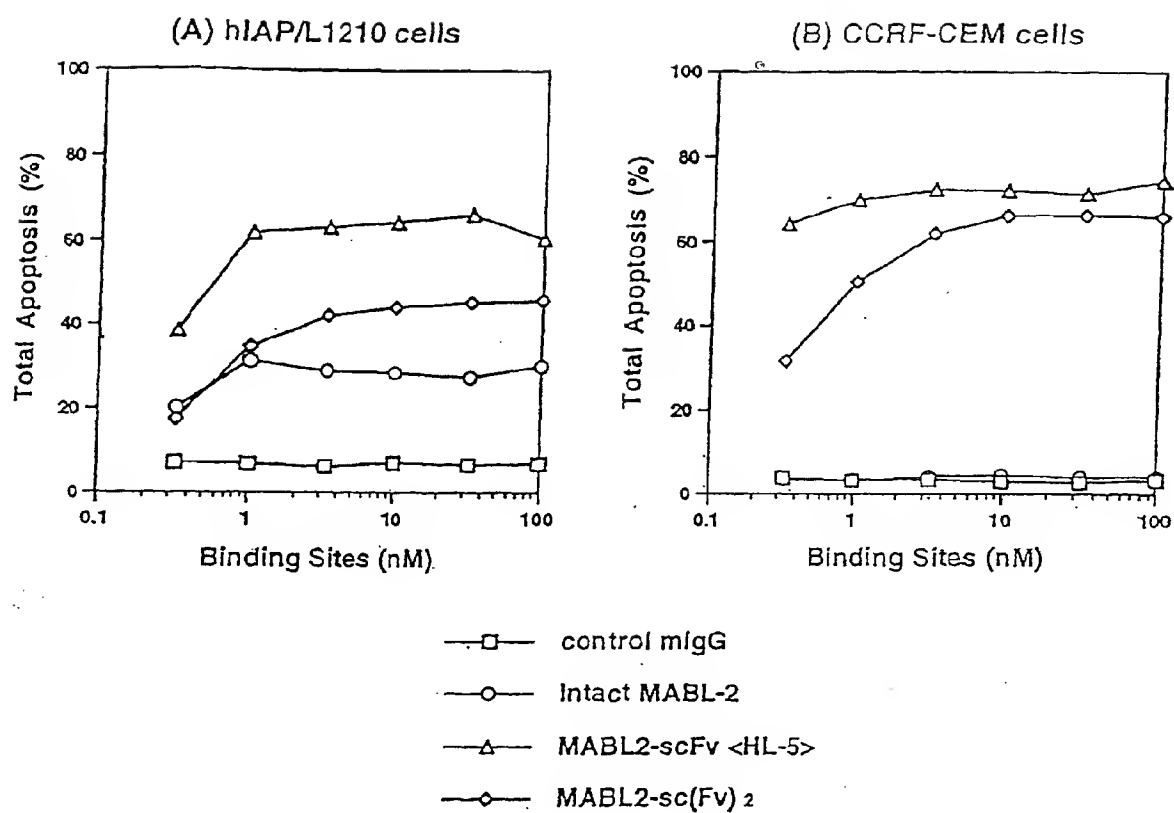 (A) hIAP/L1210 cells
(B) CCRF-CEM cells
Total Apoptosis (%)
100
80
60
40
20
0
0.1
1
10
100
Binding Sites (nM)
Total Apoptosis (%)
100
80
60
40
20
0
0.1
1
10
100
Binding Sites (nM)
control mIgG
Intact MABL-2
MABL2-scFv <HL-5>
MABL2-sc(Fv) 2